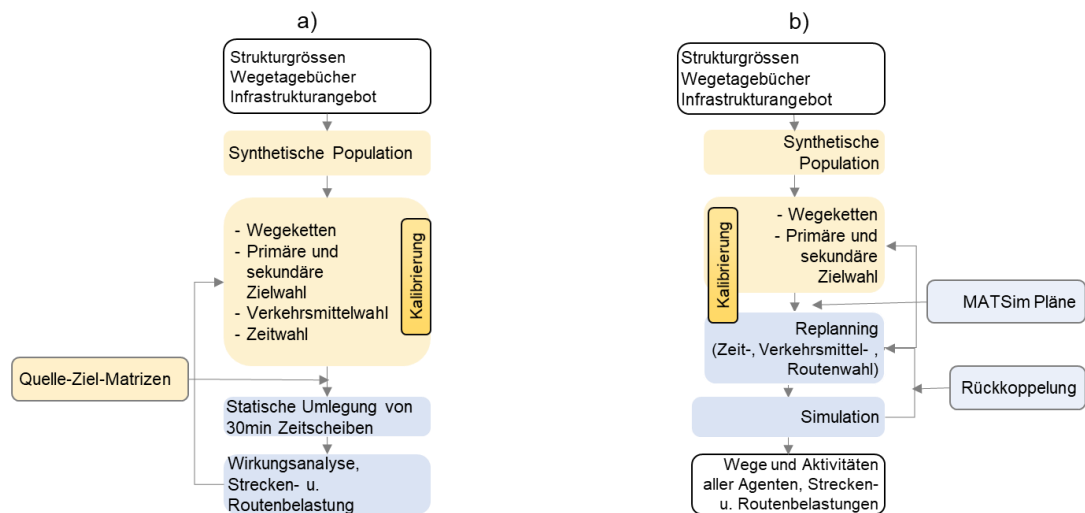 a)
Strukturgrössen
Wegetagebücher
Infrastrukturangebot
Synthetische Population
- Wegeketten
- Primäre und
sekundäre
Zielwahl
- Verkehrsmittelwahl
- Zeitwahl
Kalibrierung
Quelle-Ziel-Matrizen
Statische Umlegung von
30min Zeitscheiben
Wirkungsanalyse,
Strecken- u.
Routenbelastung
b)
Strukturgrössen
Wegetagebücher
Infrastrukturangebot
Synthetische
Population
- Wegeketten
- Primäre und
sekundäre
Zielwahl
Kalibrierung
MATSim Pläne
Replanning
(Zeit-, Verkehrsmittel- ,
Routenwahl)
Rückkoppelung
Simulation
Wege und Aktivitäten
aller Agenten, Strecken-
u. Routenbelastungen